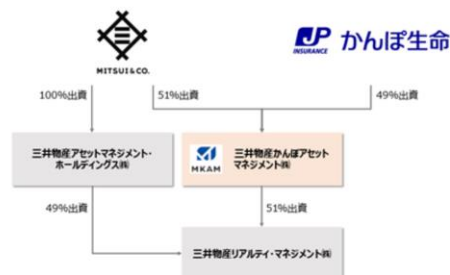 MITSUI & CO.
JP
INSURANCE
かんぽ生命
100%出資
51%出資
49%出資
三井物産アセットマネジメント・
ホールディングス㈱
MKAM
三井物産かんぽアセット
マネジメント㈱
49%出資
51%出資
三井物産リアルティ・マネジメント㈱